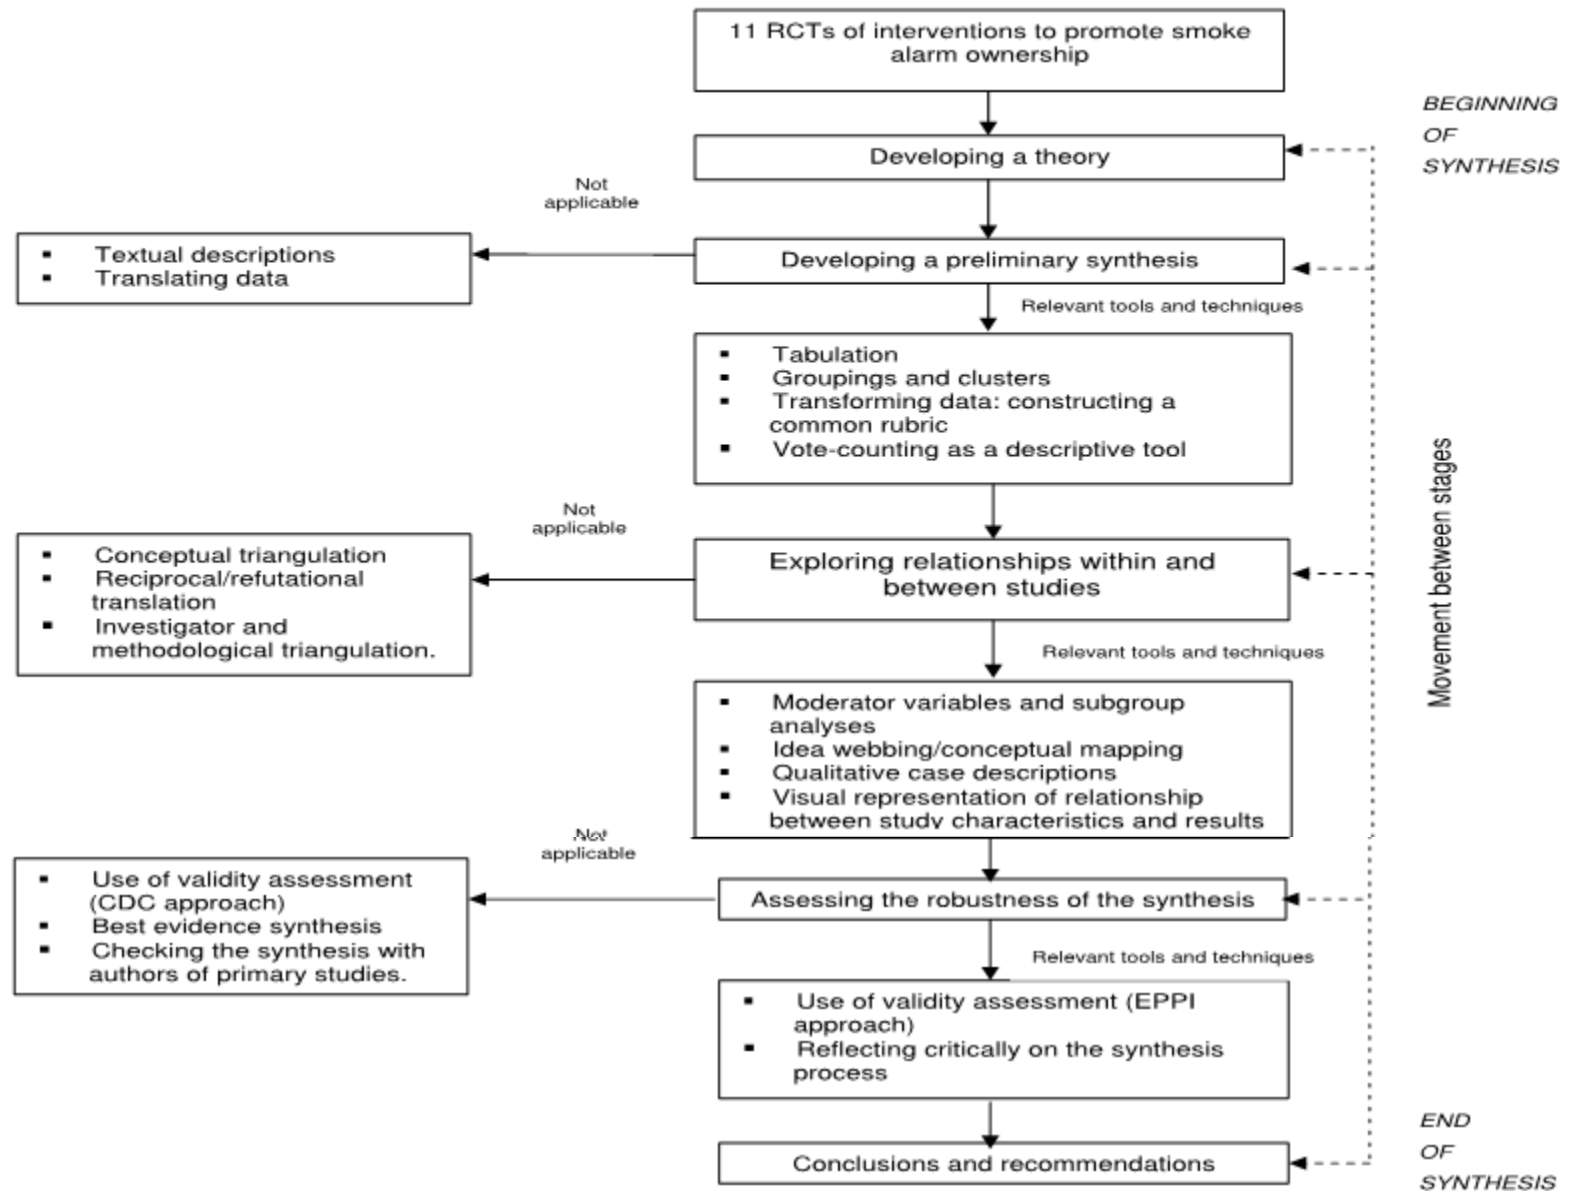 11 RCTs of interventions to promote smoke
alarm ownership
BEGINNING
OF
SYNTHESIS
Developing a theory
Not
applicable
▪ Textual descriptions
▪ Translating data
Developing a preliminary synthesis
Relevant tools and techniques
▪ Tabulation
▪ Groupings and clusters
▪ Transforming data: constructing a
common rubric
▪ Vote-counting as a descriptive tool
Movement between stages
Not
applicable
▪ Conceptual triangulation
▪ Reciprocal/refutational
translation
▪ Investigator and
methodological triangulation.
Exploring relationships within and
between studies
Relevant tools and techniques
▪ Moderator variables and subgroup
analyses
▪ Idea webbing/conceptual mapping
▪ Qualitative case descriptions
▪ Visual representation of relationship
between study characteristics and results
Not
applicable
▪ Use of validity assessment
(CDC approach)
▪ Best evidence synthesis
▪ Checking the synthesis with
authors of primary studies.
Assessing the robustness of the synthesis
Relevant tools and techniques
▪ Use of validity assessment (EPPI
approach)
▪ Reflecting critically on the synthesis
process
Conclusions and recommendations
END
OF
SYNTHESIS